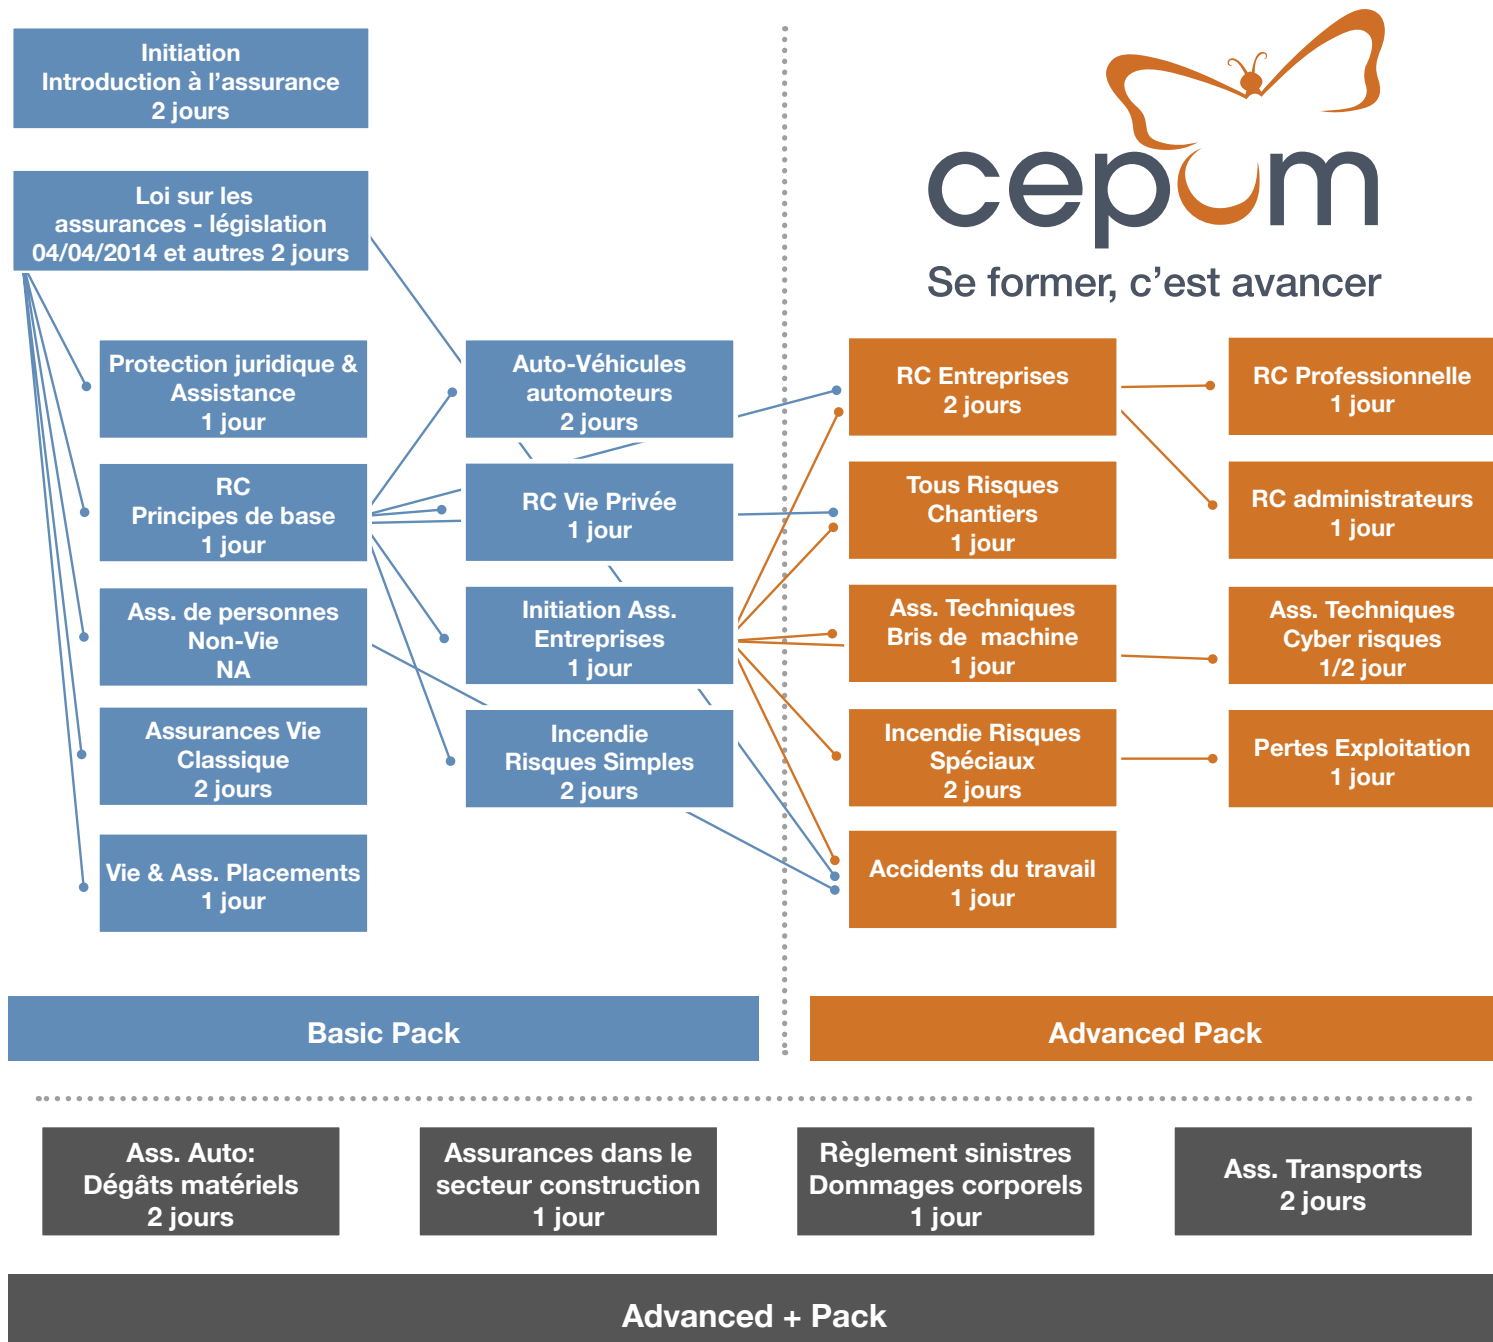 Initiation
Introduction à l'assurance
2 jours
Loi sur les
assurances - législation
04/04/2014 et autres 2 jours
cepom
Se former, c'est avancer
Protection juridique &
Assistance
1 jour
Auto-Véhicules
automoteurs
2 jours
RC Entreprises
2 jours
RC Professionnelle
1 jour
RC
Principes de base
1 jour
RC Vie Privée
1 jour
Tous Risques
Chantiers
1 jour
RC administrateurs
1 jour
Ass. de personnes
Non-Vie
NA
Initiation Ass.
Entreprises
1 jour
Ass. Techniques
Bris de machine
1 jour
Ass. Techniques
Cyber risques
1/2 jour
Assurances Vie
Classique
2 jours
Incendie
Risques Simples
2 jours
Incendie Risques
Spéciaux
2 jours
Pertes Exploitation
1 jour
Vie & Ass. Placements
1 jour
Accidents du travail
1 jour
Basic Pack
Advanced Pack
Ass. Auto:
Dégâts matériels
2 jours
Assurances dans le
secteur construction
1 jour
Règlement sinistres
Dommages corporels
1 jour
Ass. Transports
2 jours
Advanced + Pack